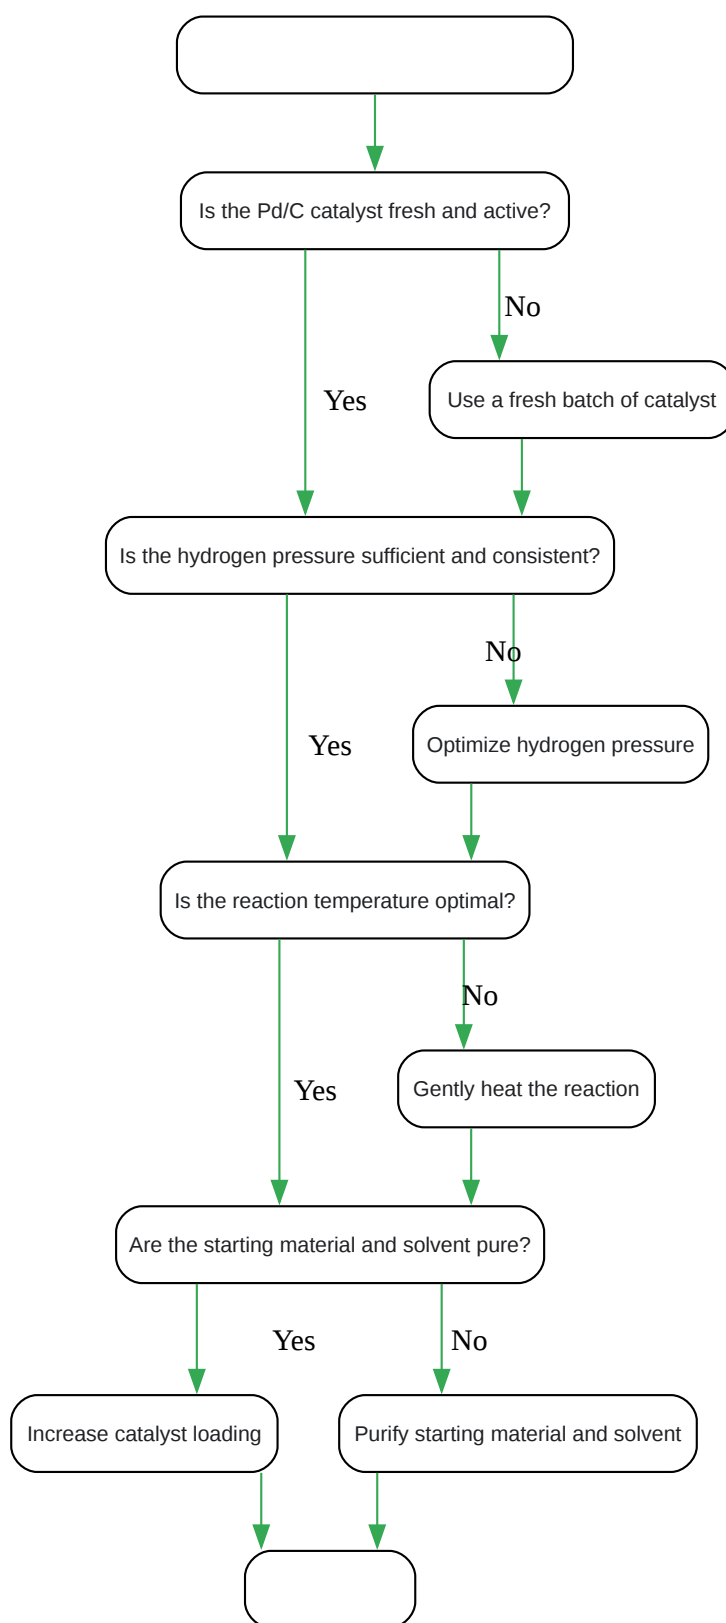 Is the Pd/C catalyst fresh and active?
No
Yes
Use a fresh batch of catalyst
Is the hydrogen pressure sufficient and consistent?
No
Yes
Optimize hydrogen pressure
Is the reaction temperature optimal?
No
Yes
Gently heat the reaction
Are the starting material and solvent pure?
Yes
No
Increase catalyst loading
Purify starting material and solvent